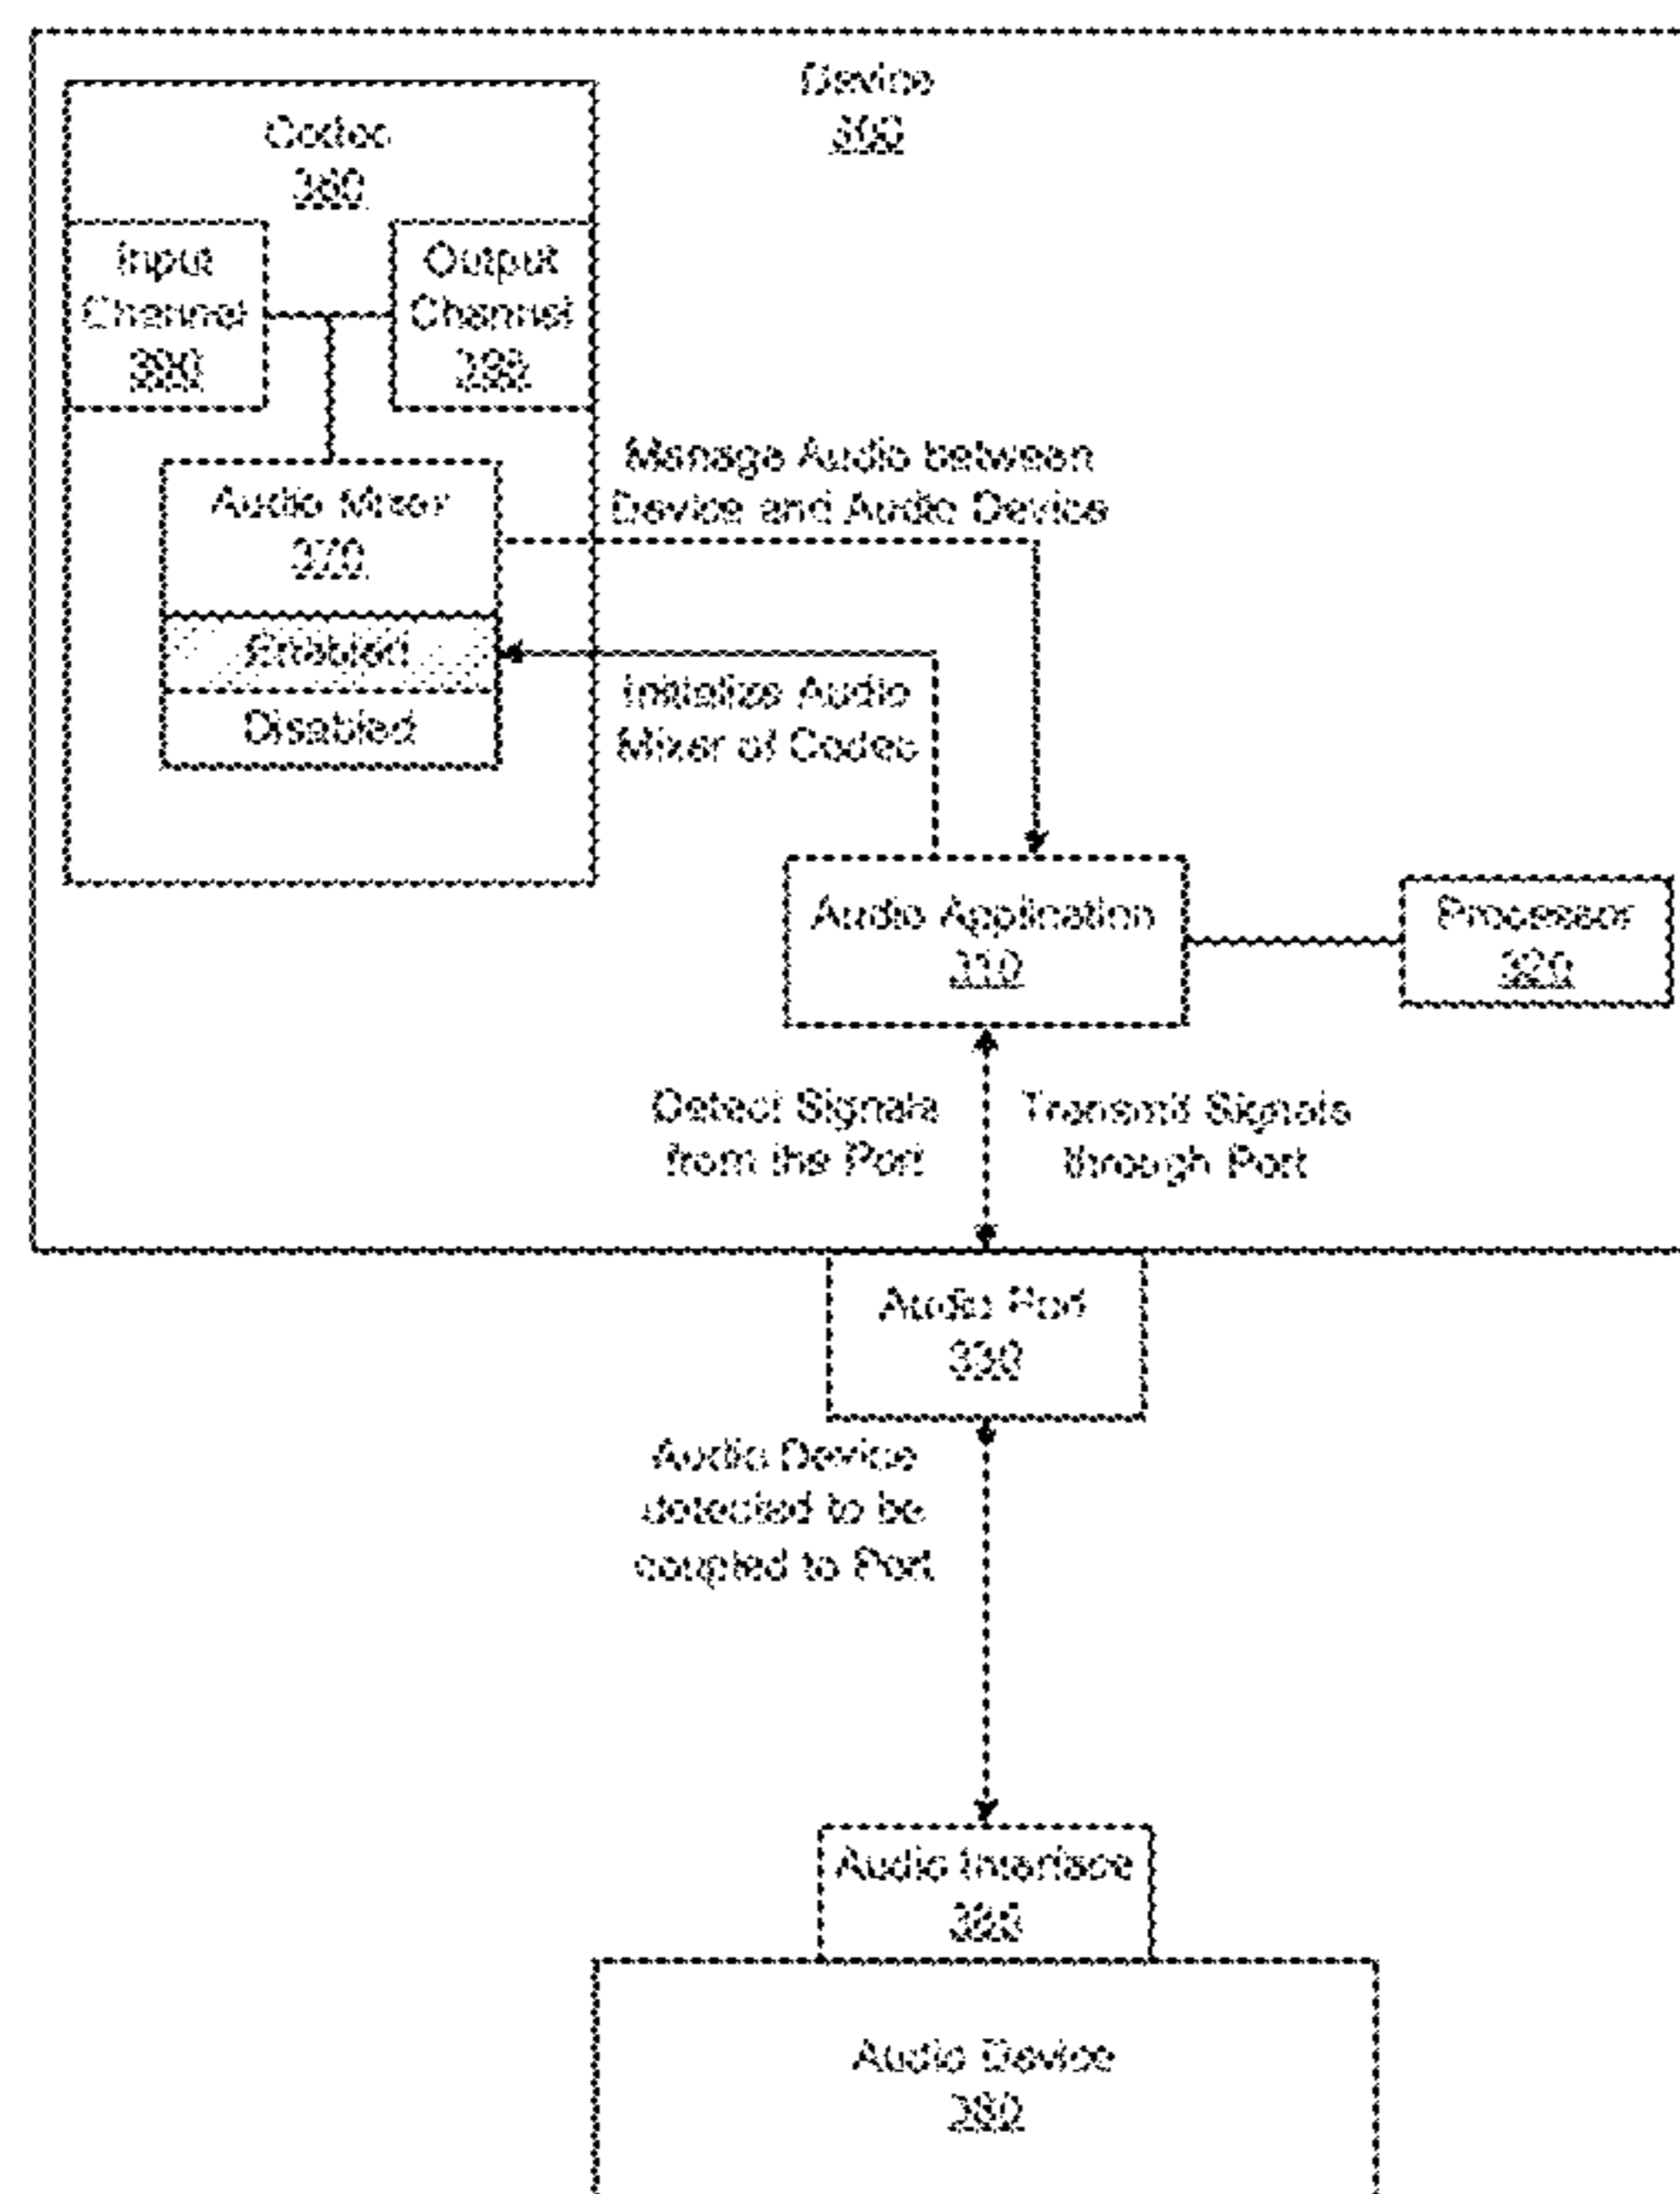 Device
300
Codec
360
Input
Channel
Output
Channel
Audio Mixer
370
Enabled
Disabled
Manage Audio between
Device and Audio Device
Initialize Audio
Mixer of Codec
Audio Application
310
Processor
320
Detect Signals
from the Port
Transmit Signals
through Port
Audio Port
330
Audio Device
detected to be
coupled to Port
Audio Interface
Audio Device
380